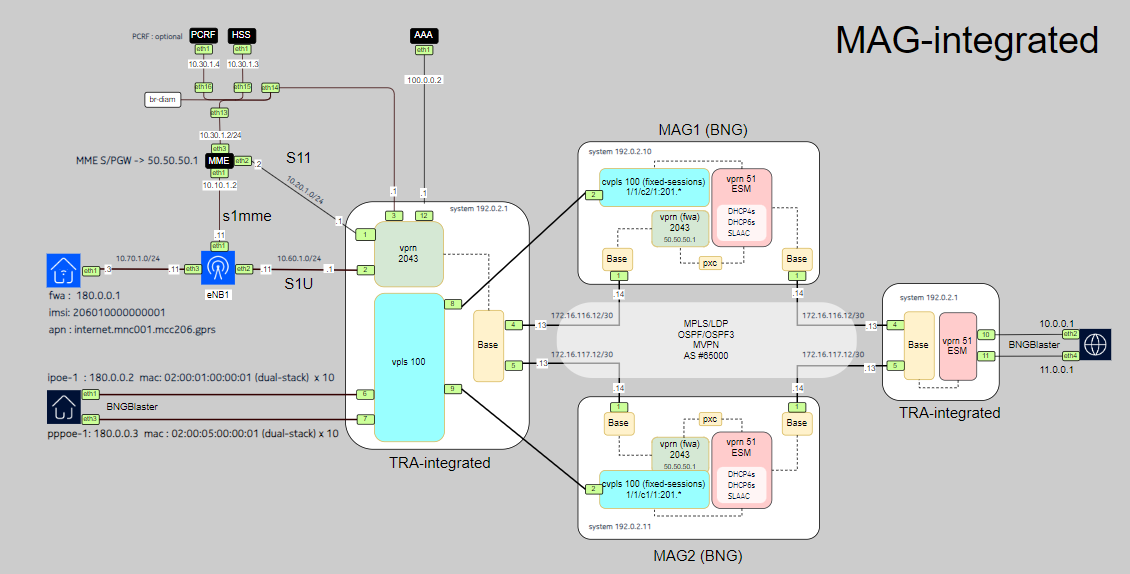 MAG-integrated
PCRF : optional
PCRF
HSS
AAA
eth1
eth1
eth1
10.30.1.4
10.30.1.3
100.0.0.2
eth16
eth15
eth14
br-diam
eth13
10.30.1.2/24
eth3
MME S/PGW -> 50.50.50.1
MME
eth2
.2
S11
eth1
10.10.1.2
10.20.1.0/24
s1mme
.1
.1
.1
3
12
system 192.0.2.1
1
vprn
2043
2
.11
eth1
10.70.1.0/24
10.60.1.0/24
eth1
.3
.11
eth3
eth2
.11
.1
S1U
eNB1
fwa : 180.0.0.1
imsi: 206010000000001
apn : internet.mnc001.mcc206.gprs
8
vpls 100
9
Base
4
5
.13
.13
ipoe-1 : 180.0.0.2 mac: 02:00:01:00:00:01 (dual-stack) x 10
eth1
BNGBlaster
eth3
6
7
pppoe-1: 180.0.0.3 mac : 02:00:05:00:00:01 (dual-stack) x 10
TRA-integrated
MAG1 (BNG)
system 192.0.2.10
2
cvpls 100 (fixed-sessions)
1/1/c2/1:201.*
vprn 51
ESM
DHCP4s
DHCP6s
SLAAC
vprn (fwa)
2043
50.50.50.1
pxc
Base
1
Base
1
.14
.14
172.16.116.12/30
172.16.116.12/30
MPLS/LDP
OSPF/OSPF3
MVPN
AS #65000
172.16.117.12/30
172.16.117.12/30
.13
.13
.14
.14
1
Base
1
Base
pxc
vprn (fwa)
2043
50.50.50.1
vprn 51
ESM
DHCP4s
DHCP6s
SLAAC
2
cvpls 100 (fixed-sessions)
1/1/c1/1:201.*
system 192.0.2.11
MAG2 (BNG)
system 192.0.2.1
4
5
Base
vprn 51
ESM
10
11
10.0.0.1
eth2
BNGBlaster
eth4
11.0.0.1
TRA-integrated